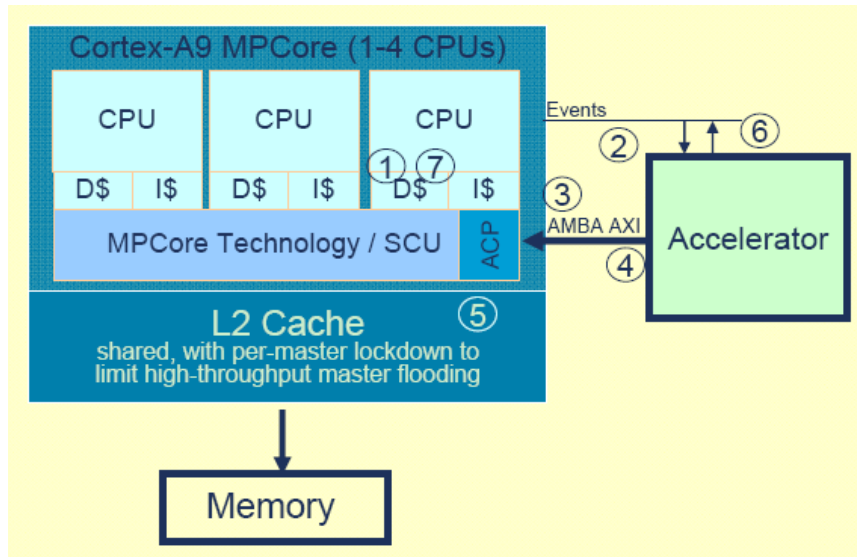 Cortex-A9 MPCore (1-4 CPUs)
CPU
CPU
CPU
Events
2
6
1
7
D$
I$
D$
I$
D$
I$
3
MPCore Technology / SCU
ACP
AMBA AXI
4
Accelerator
L2 Cache
5
shared, with per-master lockdown to
limit high-throughput master flooding
Memory